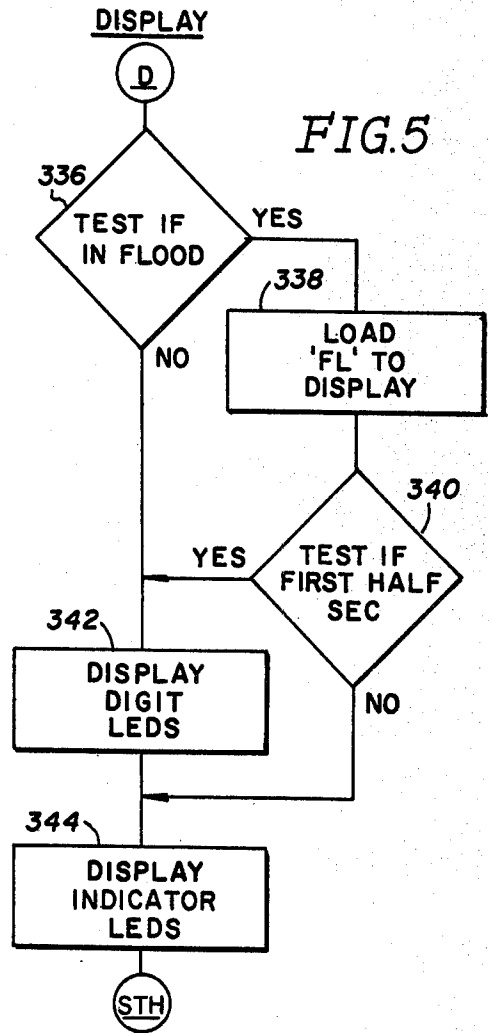 DISPLAY
D
FIG.5
336
TEST IF
IN FLOOD
YES
NO
338
LOAD
'FL' TO
DISPLAY
340
TEST IF
FIRST HALF
SEC
YES
NO
342
DISPLAY
DIGIT
LEDS
344
DISPLAY
INDICATOR
LEDS
STH